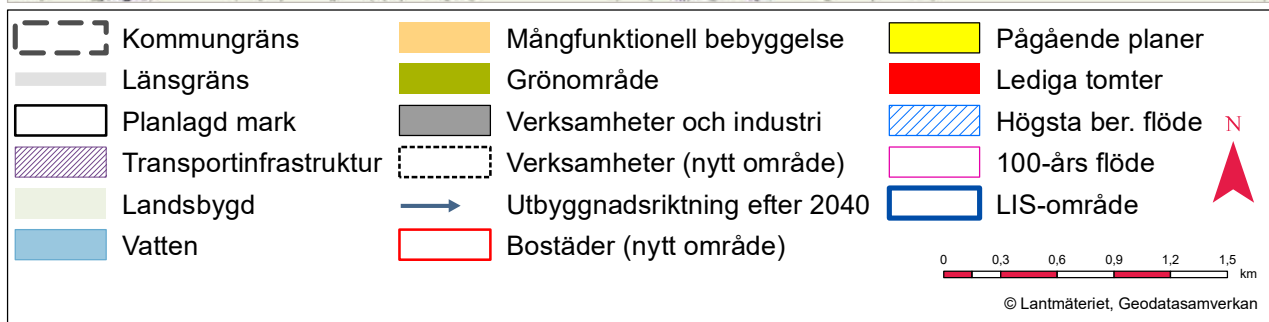 Kommungräns
Länsgräns
Planlagd mark
Transportinfrastruktur
Landsbygd
Vatten
Mångfunktionell bebyggelse
Grönområde
Verksamheter och industri
Verksamheter (nytt område)
Utbyggnadsriktning efter 2040
Bostäder (nytt område)
Pågående planer
Lediga tomter
Högsta ber. flöde
100-års flöde
LIS-område
N
0 0,3 0,6 0,9 1,2 1,5
km
© Lantmäteriet, Geodatasamverkan